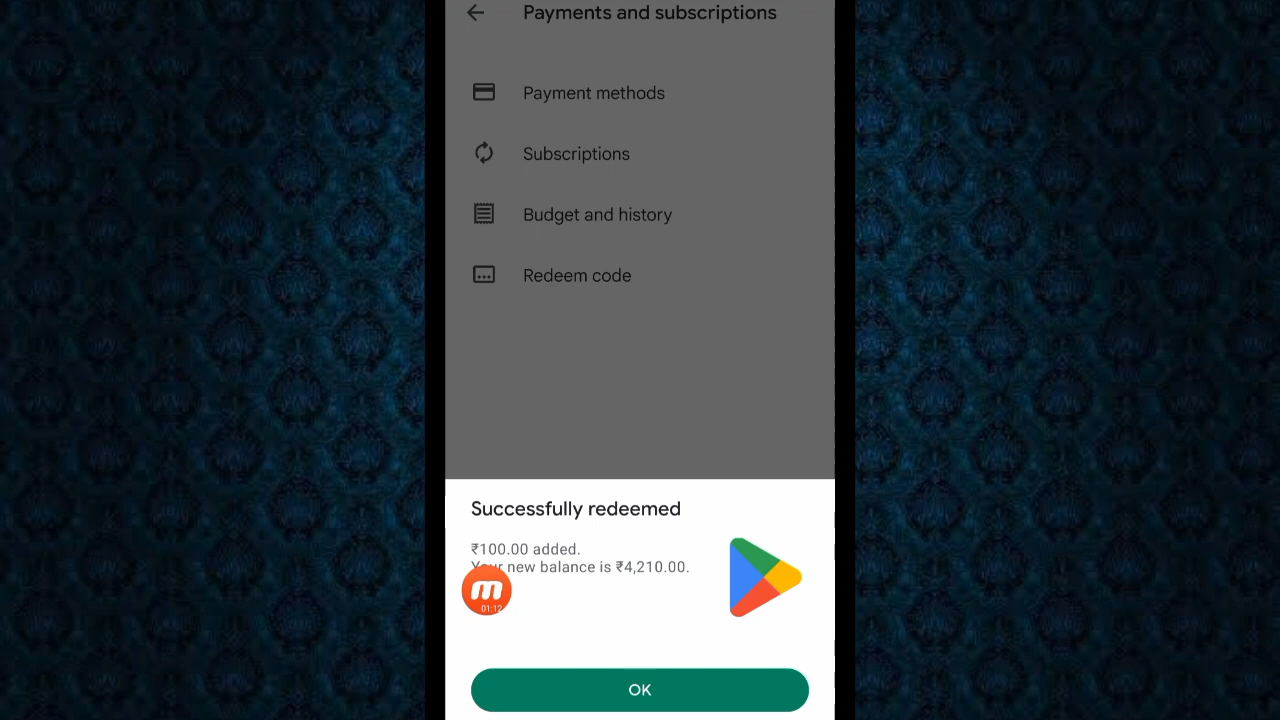 Payments and subscriptions
Payment methods
Subscriptions
Budget and history
Redeem code
Successfully redeemed
₹100.00 added.
Your new balance is ₹4,210.00.
01:12
OK